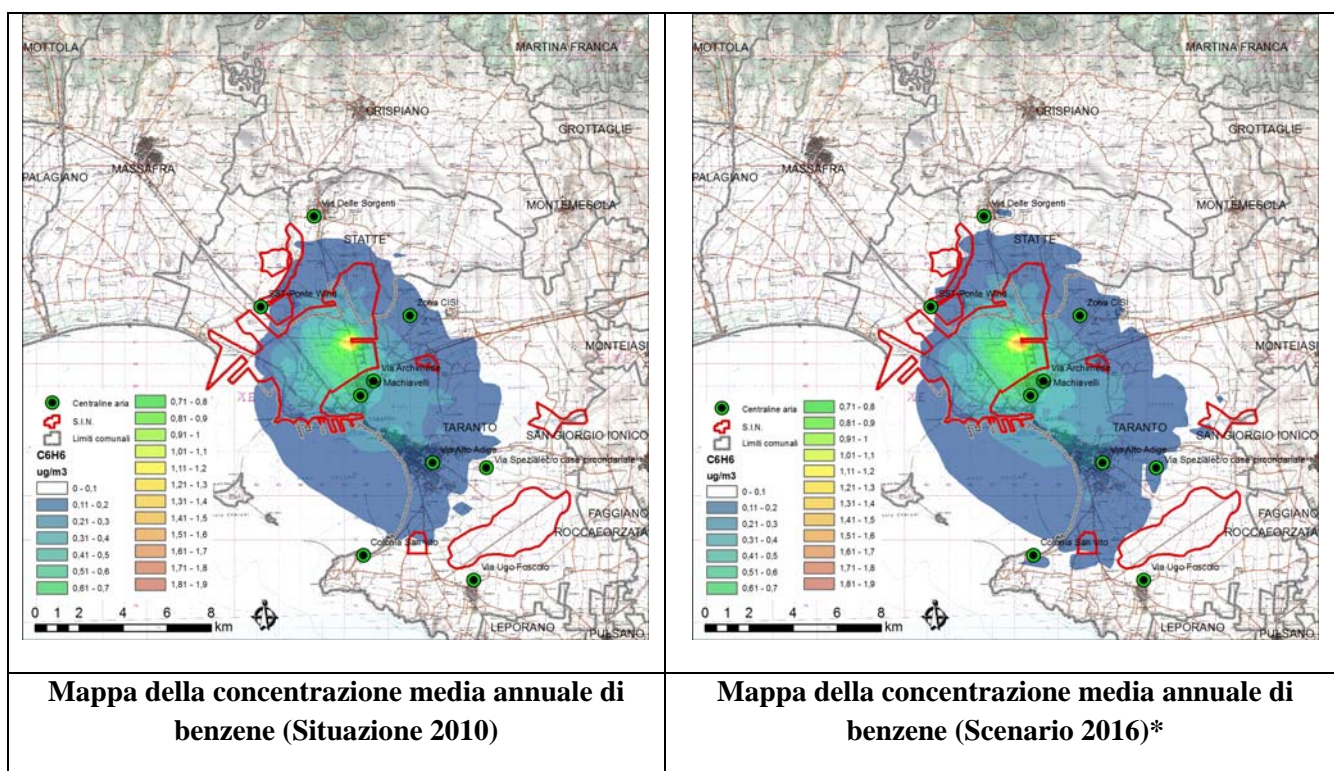 MOTTOLA
MARTINA FRANCA
CRISPIANO
GROTTAGLIE
MASSAFRA
PALAGIANO
MONTEMESOLA
Via Delle Sorgenti
STATTE
SST-Ponte Wind
Zona CISI
MONTEIASI
Via Archimede
Machiavelli
Centraline aria
S.I.N.
Limiti comunali
C6H6
ug/m3
0 - 0,1
0,11 - 0,2
0,21 - 0,3
0,31 - 0,4
0,41 - 0,5
0,51 - 0,6
0,61 - 0,7
0,71 - 0,8
0,81 - 0,9
0,91 - 1
1,01 - 1,1
1,11 - 1,2
1,21 - 1,3
1,31 - 1,4
1,41 - 1,5
1,51 - 1,6
1,61 - 1,7
1,71 - 1,8
1,81 - 1,9
TARANTO
SAN GIORGIO IONICO
Via Alto Adige
Via Speziale c/o case circondariale
FAGGIANO
ROCCAFORZATA
Colonia San Vito
Via Ugo Foscolo
LEPORANO
PULSANO
0 2 4 6 8
km
Mappa della concentrazione media annuale di
benzene (Situazione 2010)
MOTTOLA
MARTINA FRANCA
CRISPIANO
GROTTAGLIE
MASSAFRA
PALAGIANO
MONTEMESOLA
Via Delle Sorgenti
STATTE
SST-Ponte Wind
Zona CISI
MONTEIASI
Via Archimede
Machiavelli
Centraline aria
S.I.N.
Limiti comunali
C6H6
ug/m3
0 - 0,1
0,11 - 0,2
0,21 - 0,3
0,31 - 0,4
0,41 - 0,5
0,51 - 0,6
0,61 - 0,7
0,71 - 0,8
0,81 - 0,9
0,91 - 1
1,01 - 1,1
1,11 - 1,2
1,21 - 1,3
1,31 - 1,4
1,41 - 1,5
1,51 - 1,6
1,61 - 1,7
1,71 - 1,8
1,81 - 1,9
TARANTO
SAN GIORGIO IONICO
Via Alto Adige
Via Speziale c/o case circondariale
FAGGIANO
ROCCAFORZATA
Colonia San Vito
Via Ugo Foscolo
LEPORANO
PULSANO
0 2 4 6 8
km
Mappa della concentrazione media annuale di
benzene (Scenario 2016)*